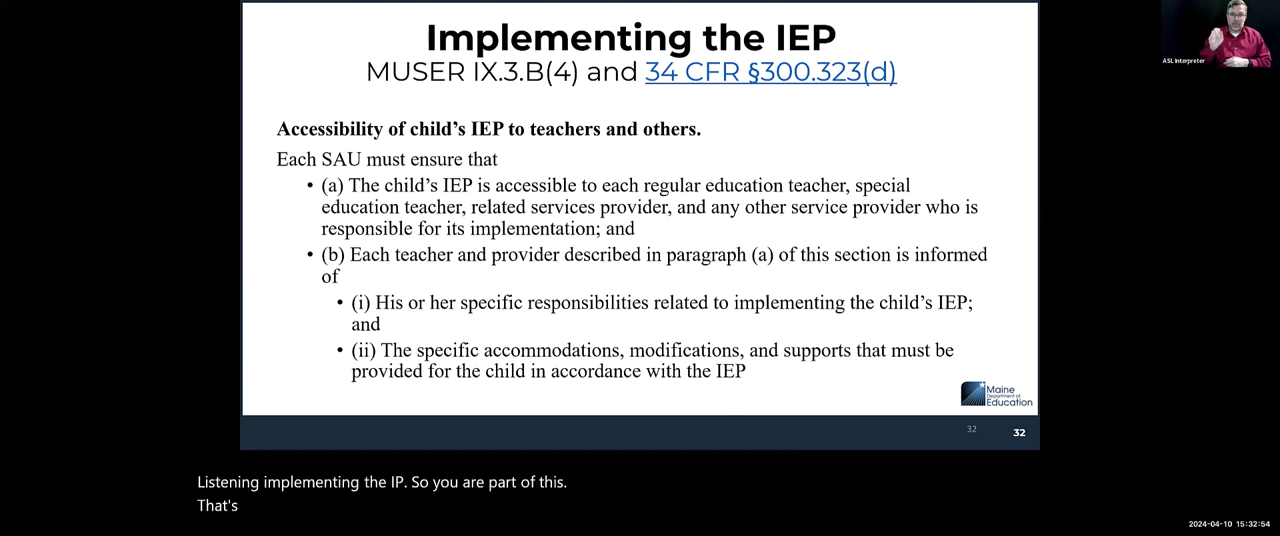 Implementing the IEP
MUSER IX.3.B(4) and 34 CFR §300.323(d)
ASL Interpreter
Accessibility of child’s IEP to teachers and others.
Each SAU must ensure that
• (a) The child’s IEP is accessible to each regular education teacher, special
education teacher, related services provider, and any other service provider who is
responsible for its implementation; and
• (b) Each teacher and provider described in paragraph (a) of this section is informed
of
• (i) His or her specific responsibilities related to implementing the child’s IEP;
and
• (ii) The specific accommodations, modifications, and supports that must be
provided for the child in accordance with the IEP
Maine
Department of
Education
32
32
Listening implementing the IP. So you are part of this.
That's
2024-04-10 15:32:54